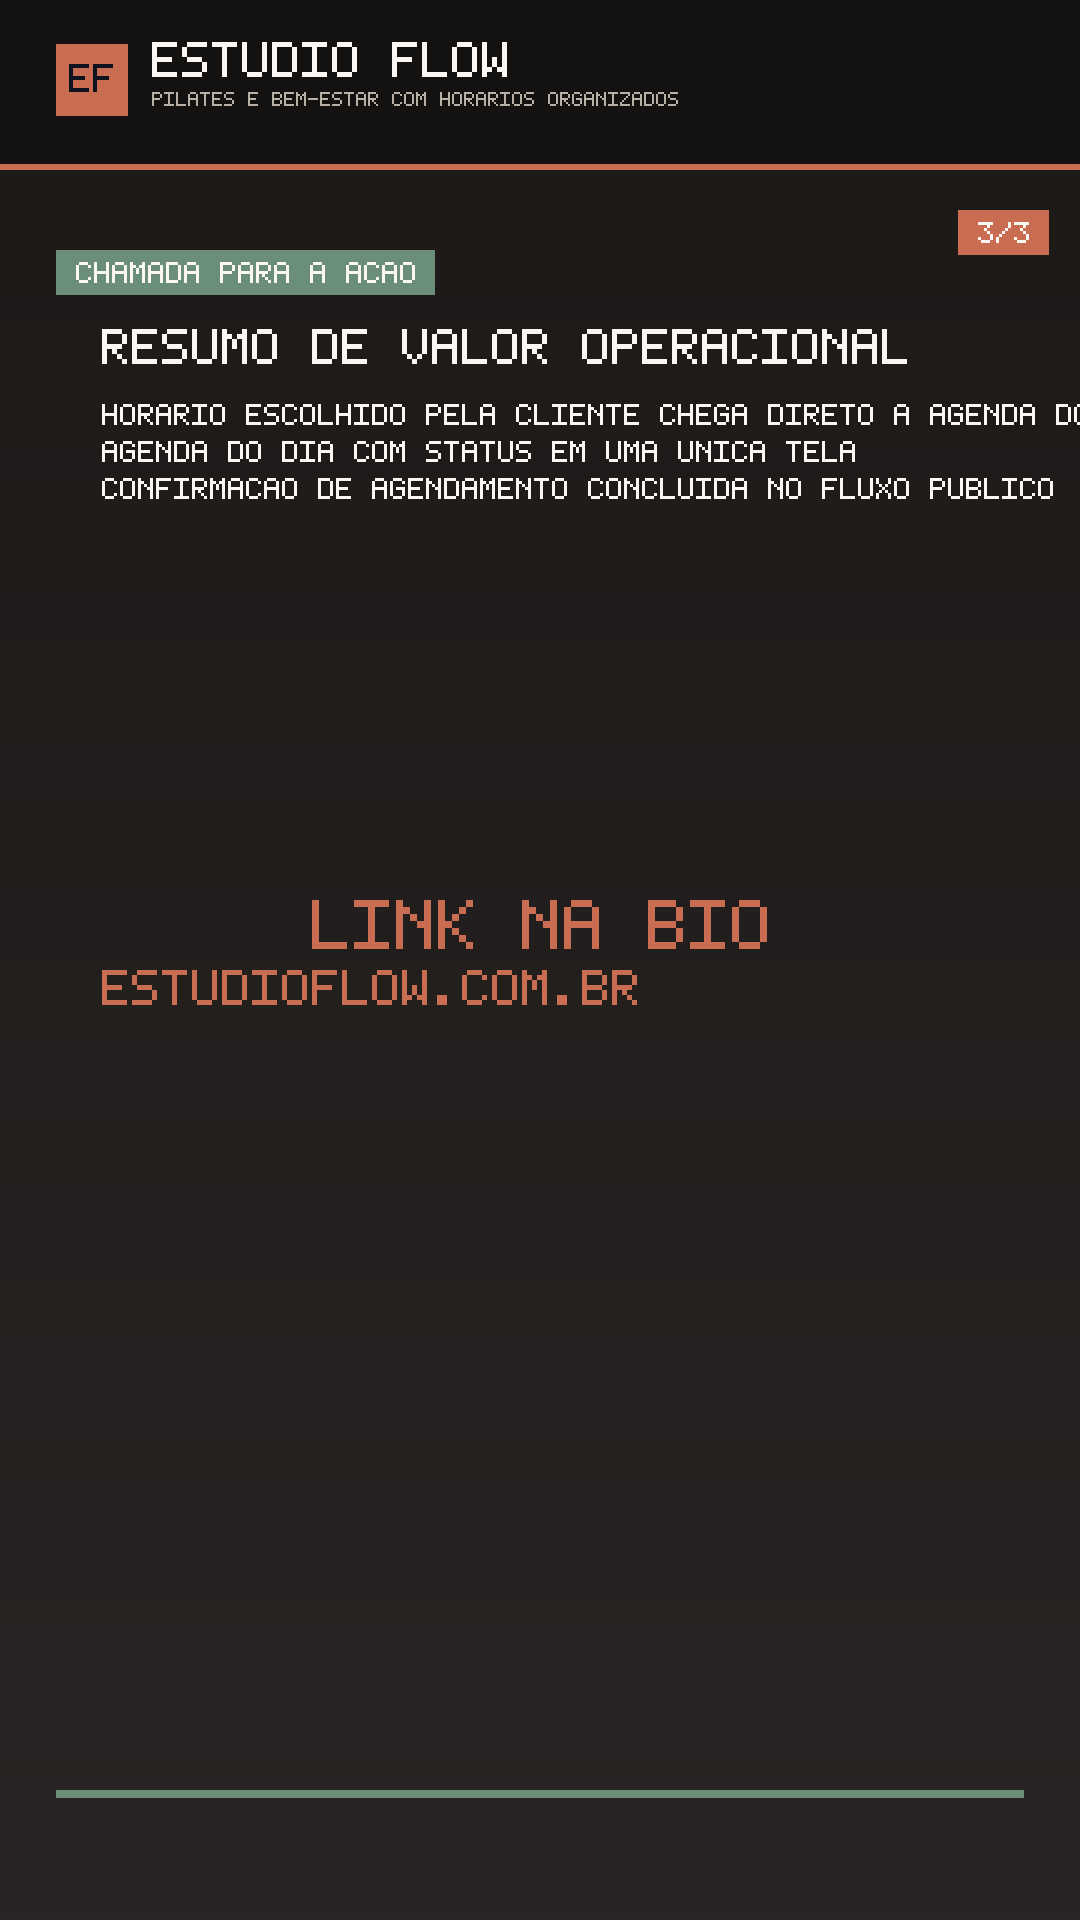 EF
ESTUDIO FLOW
PILATES E BEM-ESTAR COM HORARIOS ORGANIZADOS
3/3
CHAMADA PARA A ACAO
RESUMO DE VALOR OPERACIONAL
HORARIO ESCOLHIDO PELA CLIENTE CHEGA DIRETO A AGENDA DO
AGENDA DO DIA COM STATUS EM UMA UNICA TELA
CONFIRMACAO DE AGENDAMENTO CONCLUIDA NO FLUXO PUBLICO
LINK NA BIO
ESTUDIOFLOW.COM.BR